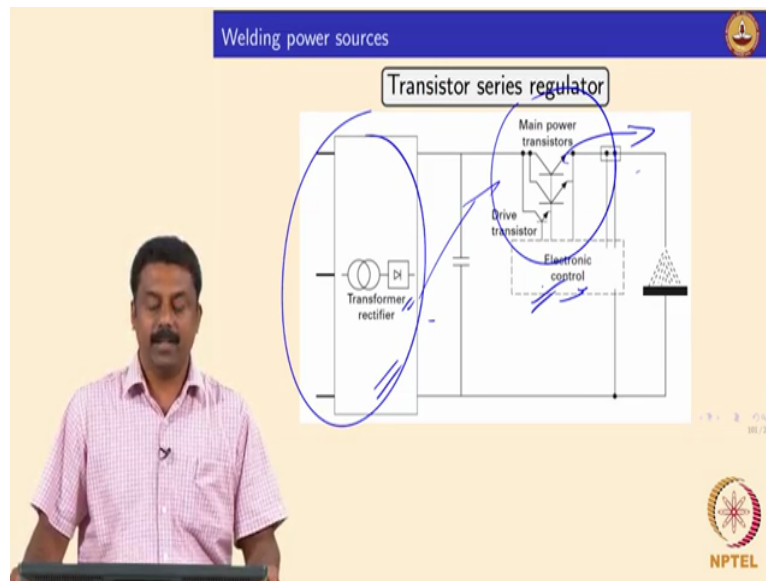 Welding power sources
Transistor series regulator
Main power
transistors
Drive
transistor
Electronic
control
Transformer
rectifier
NPTEL